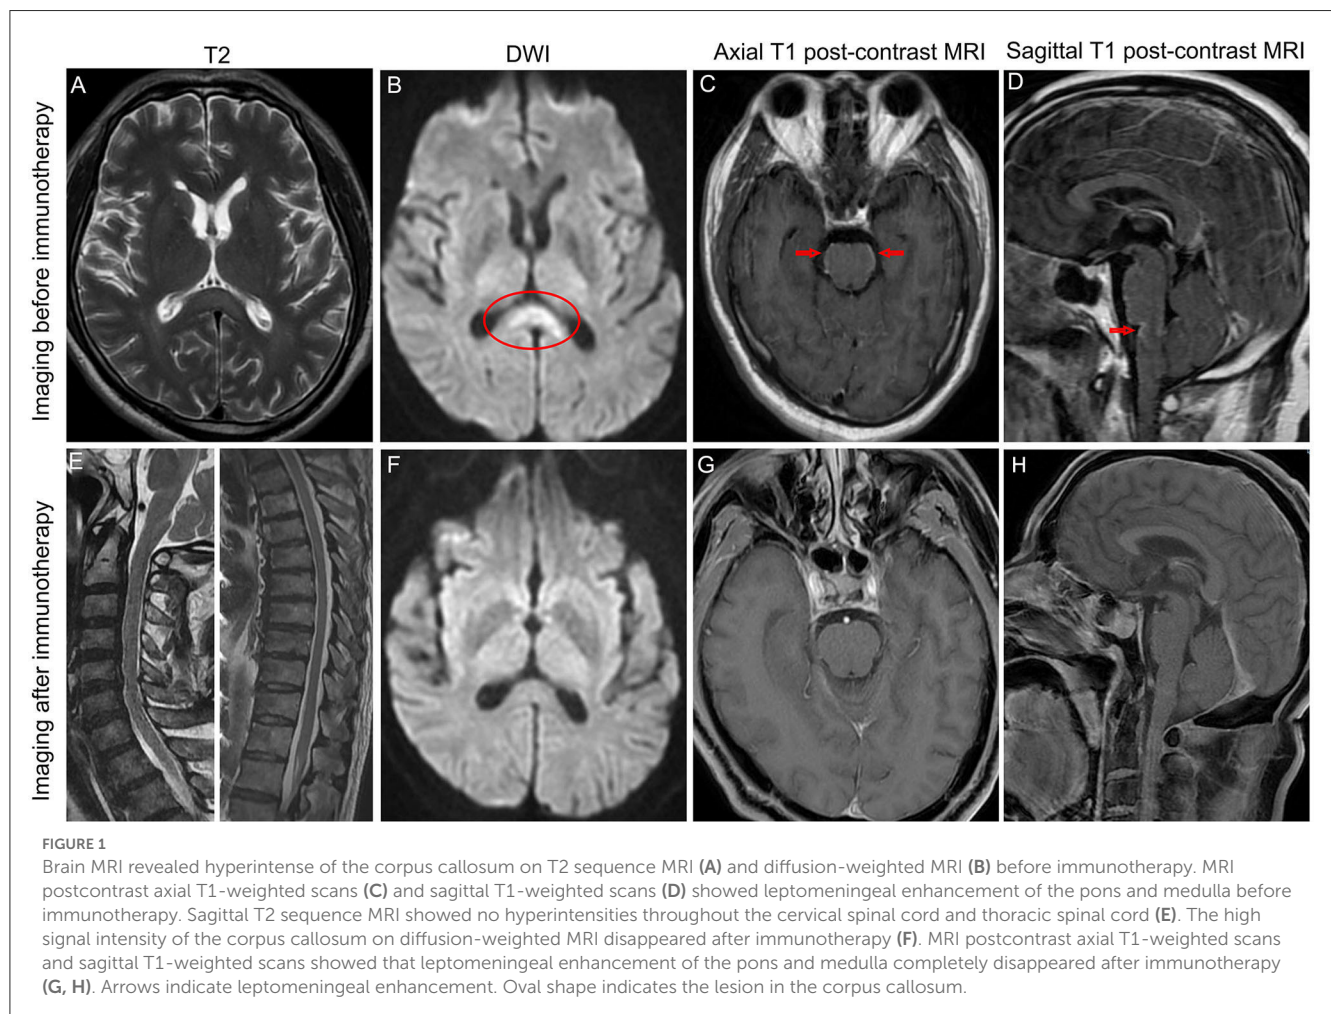 T2
DWI
Axial T1 post-contrast MRI
Sagittal T1 post-contrast MRI
Imaging before immunotherapy
A
B
C
D
Imaging after immunotherapy
E
F
G
H
FIGURE 1
Brain MRI revealed hyperintense of the corpus callosum on T2 sequence MRI (A) and diffusion-weighted MRI (B) before immunotherapy. MRI
postcontrast axial T1-weighted scans (C) and sagittal T1-weighted scans (D) showed leptomeningeal enhancement of the pons and medulla before
immunotherapy. Sagittal T2 sequence MRI showed no hyperintensities throughout the cervical spinal cord and thoracic spinal cord (E). The high
signal intensity of the corpus callosum on diffusion-weighted MRI disappeared after immunotherapy (F). MRI postcontrast axial T1-weighted scans
and sagittal T1-weighted scans showed that leptomeningeal enhancement of the pons and medulla completely disappeared after immunotherapy
(G, H). Arrows indicate leptomeningeal enhancement. Oval shape indicates the lesion in the corpus callosum.